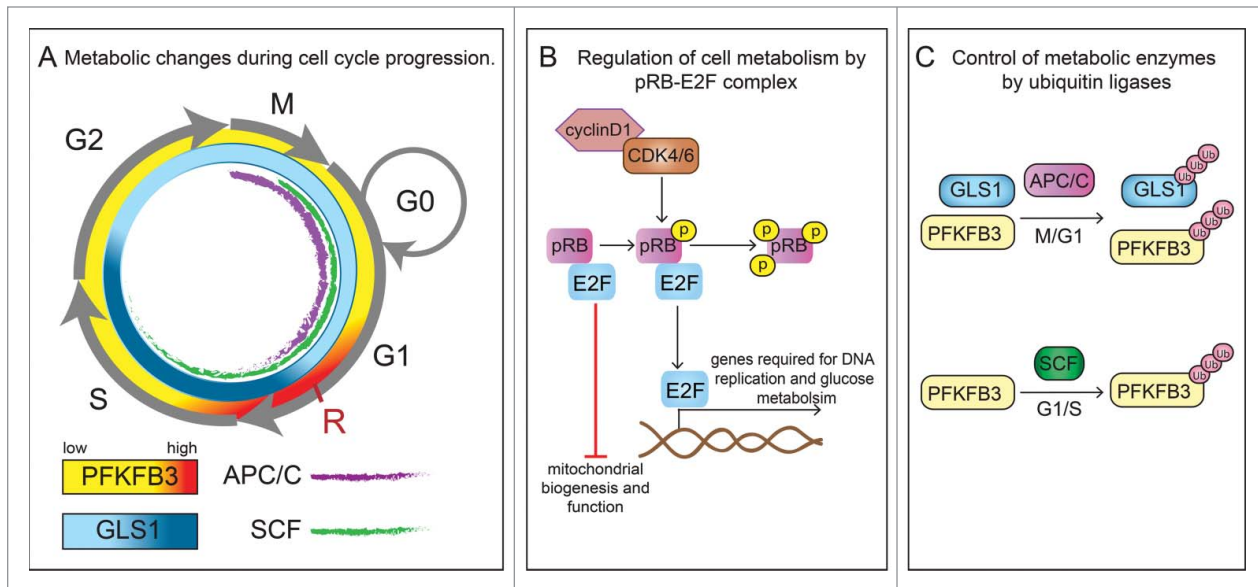 A Metabolic changes during cell cycle progression.
M
G2
G0
G1
S
R
low high
PFKFB3
APC/C
GLS1
SCF
B Regulation of cell metabolism by
pRB-E2F complex
cyclinD1
CDK4/6
pRB
pRB
p
pRB
p
p
p
E2F
E2F
genes required for DNA
replication and glucose
metabolsim
E2F
mitochondrial
biogenesis and
function
C Control of metabolic enzymes
by ubiquitin ligases
GLS1
APC/C
GLS1
Ub
Ub
Ub
PFKFB3
M/G1
PFKFB3
Ub
Ub
Ub
PFKFB3
SCF
G1/S
PFKFB3
Ub
Ub
Ub